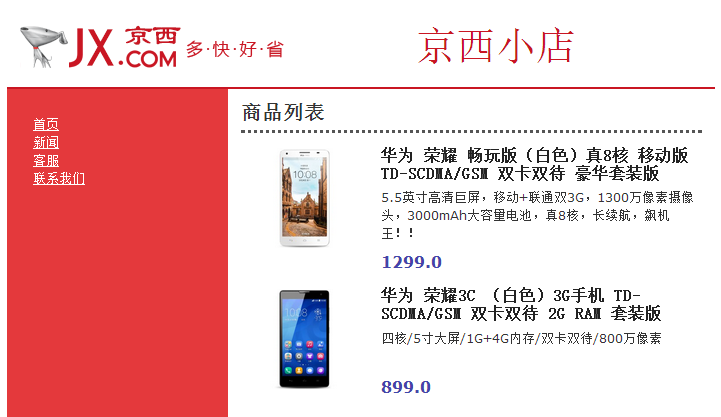 JX 京西 .COM 多·快·好·省
京西小店
首页
新闻
客服
联系我们
商品列表
10:08
华为 荣耀 畅玩版（白色）真8核 移动版
TD-SCDMA/GSM 双卡双待 豪华套装版
5.5英寸高清巨屏，移动+联通双3G，1300万像素摄像
头，3000mAh大容量电池，真8核，长续航，飙机
王！！
1299.0
华为 荣耀3C （白色）3G手机 TD-
SCDMA/GSM 双卡双待 2G RAM 套装版
四核/5寸大屏/1G+4G内存/双卡双待/800万像素
899.0